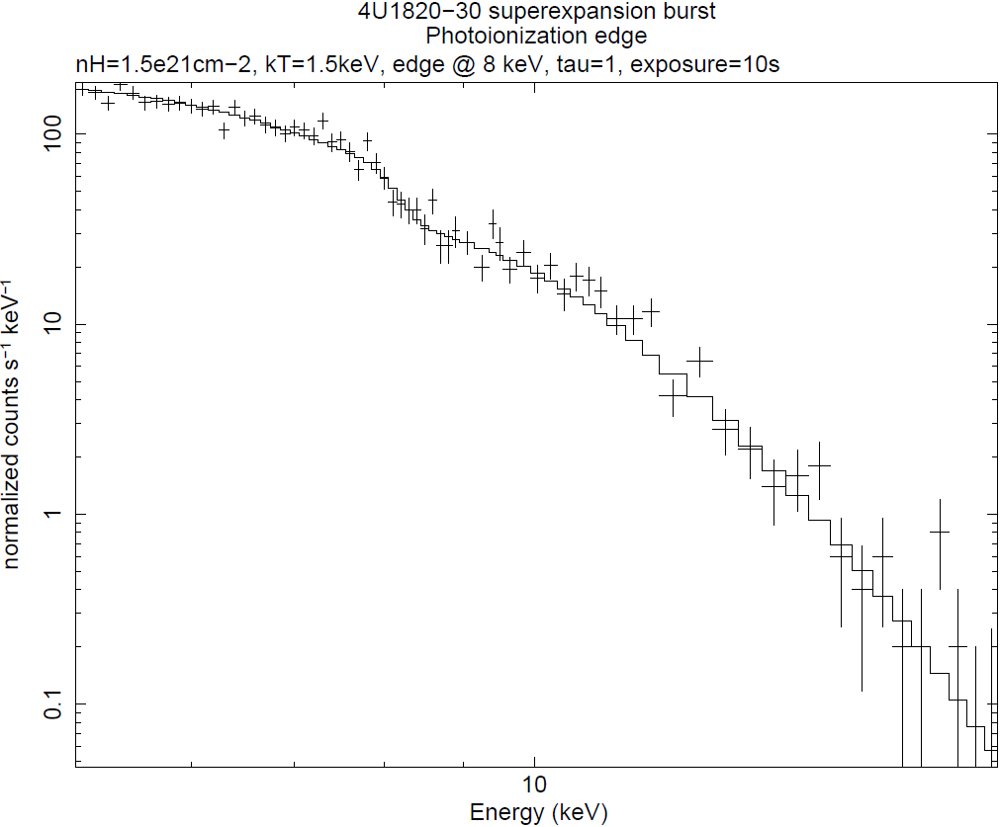 4U1820−30 superexpansion burst
Photoionization edge
nH=1.5e21cm−2, kT=1.5keV, edge @ 8 keV, tau=1, exposure=10s
normalized counts s⁻¹ keV⁻¹
100
10
1
0.1
10
Energy (keV)